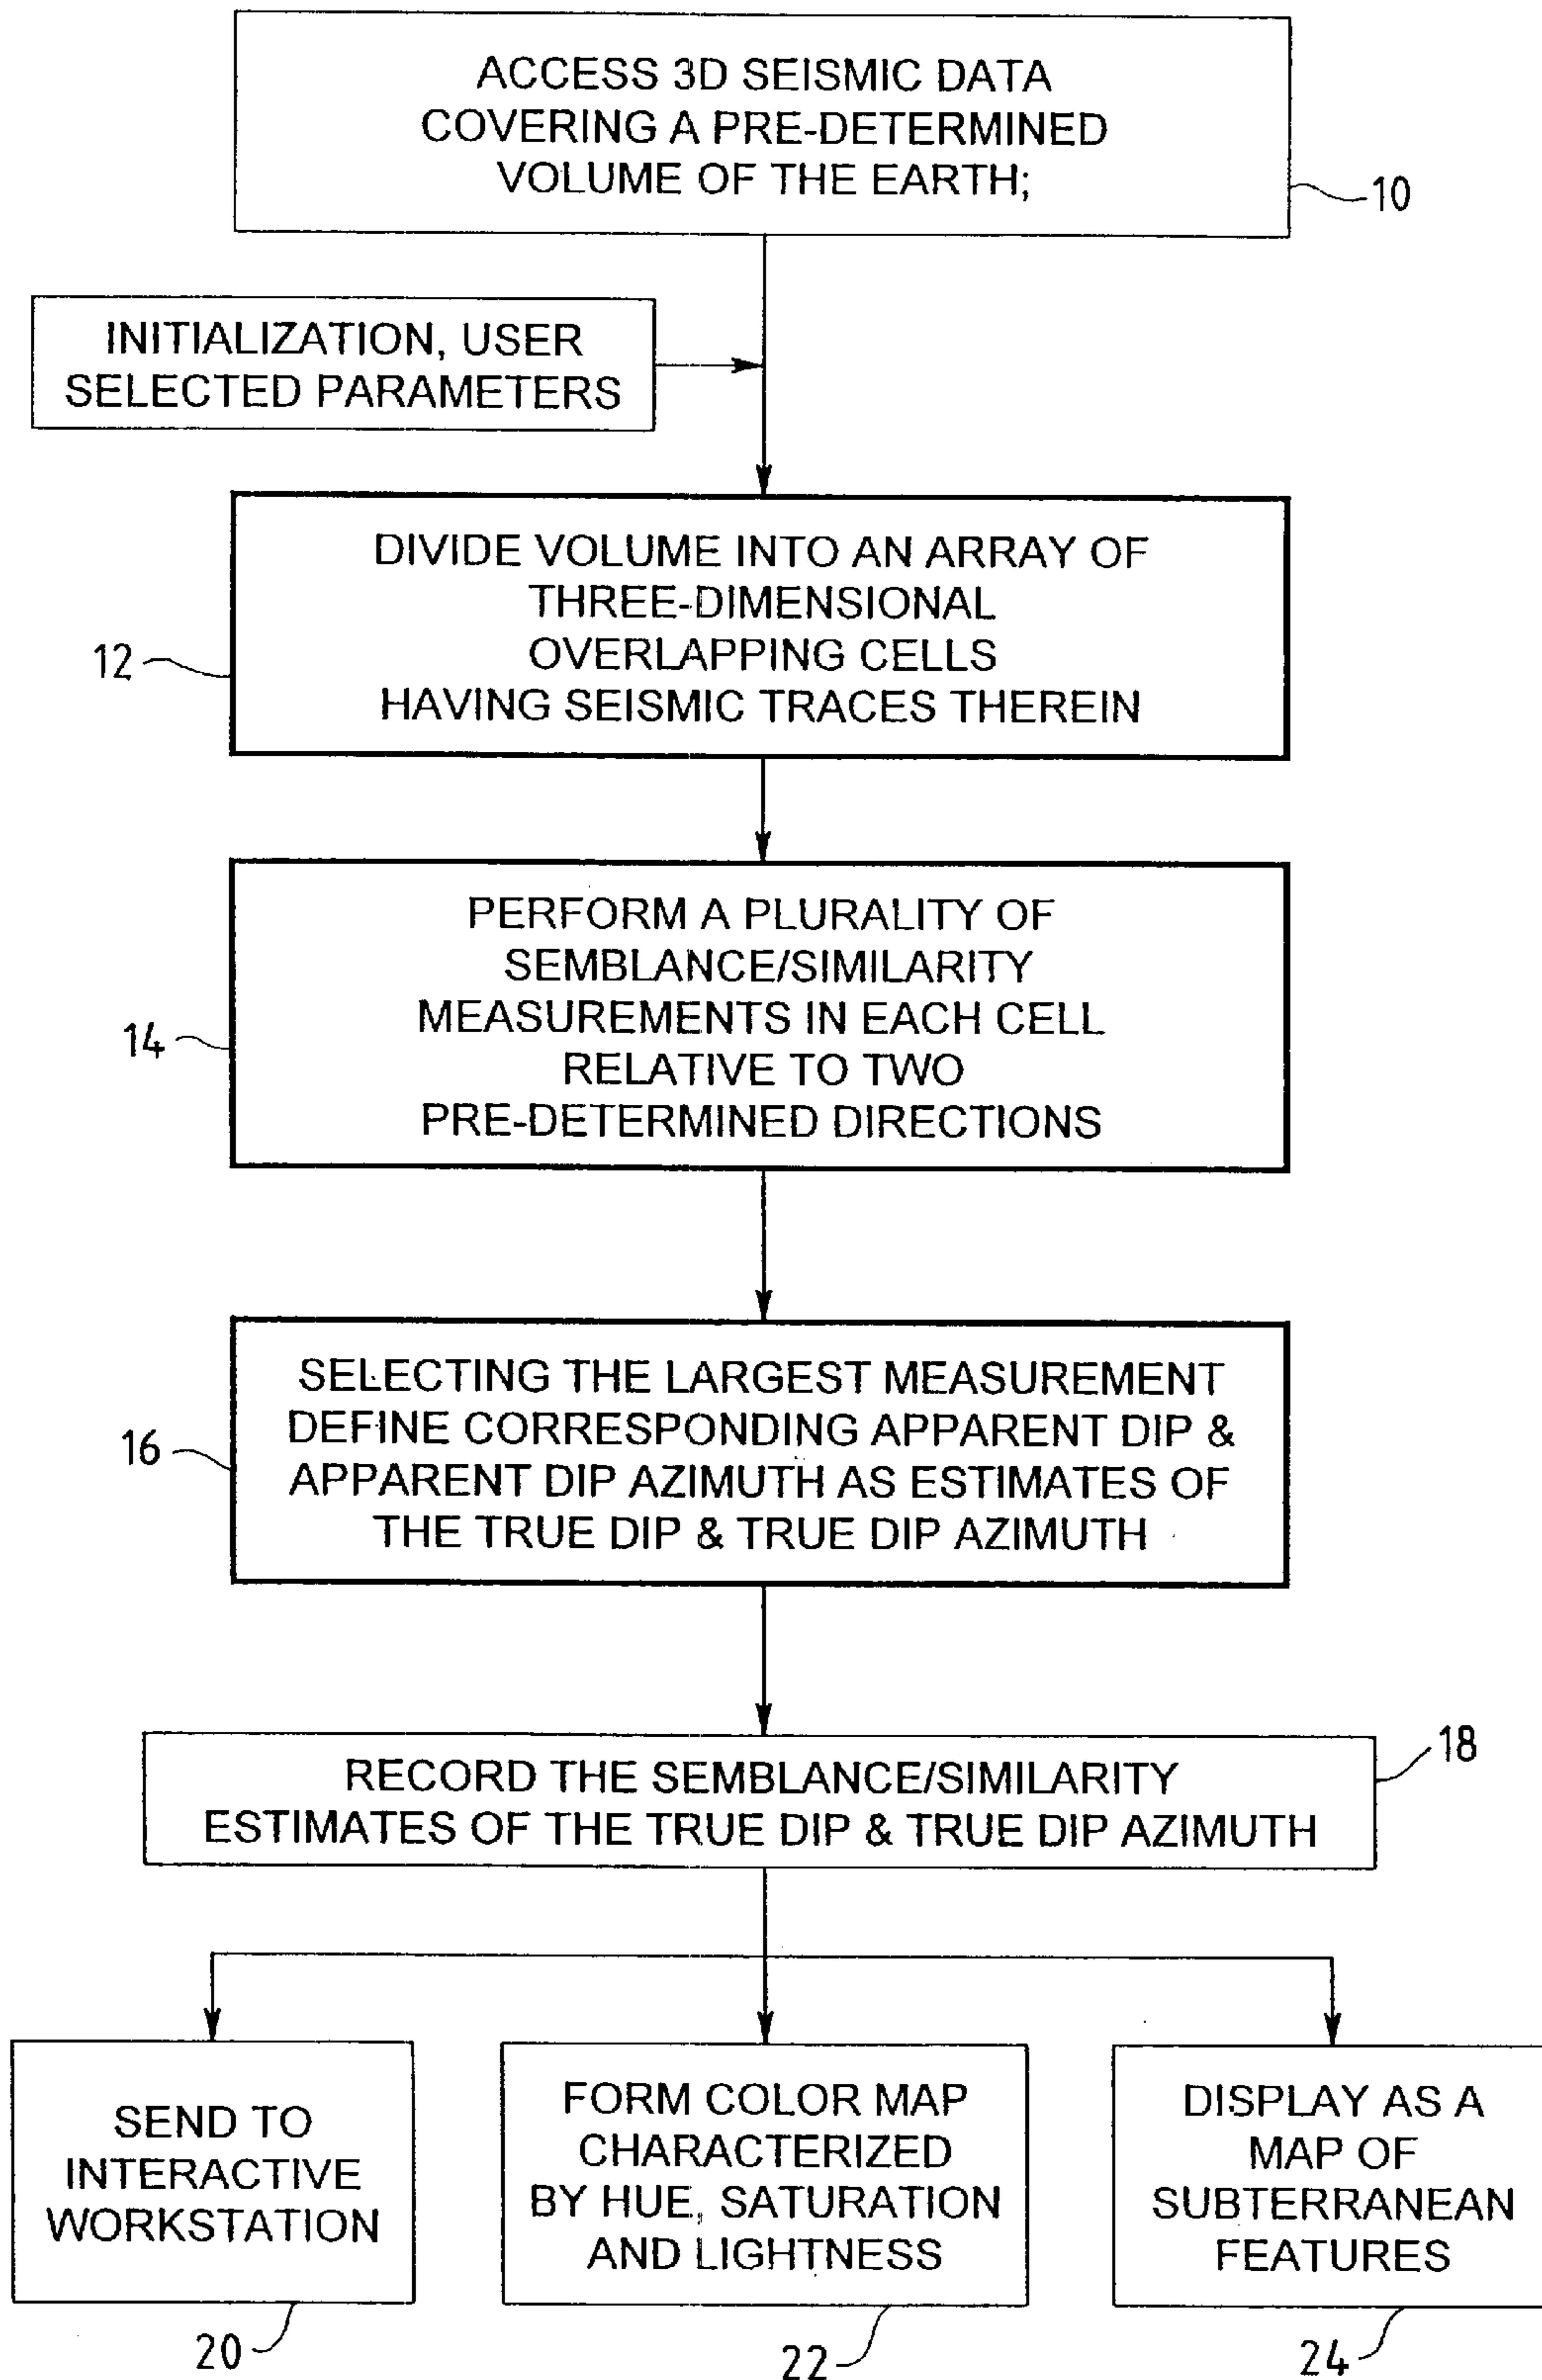 ACCESS 3D SEISMIC DATA
COVERING A PRE-DETERMINED
VOLUME OF THE EARTH;
10
INITIALIZATION, USER
SELECTED PARAMETERS
DIVIDE VOLUME INTO AN ARRAY OF
THREE-DIMENSIONAL
OVERLAPPING CELLS
HAVING SEISMIC TRACES THEREIN
12
PERFORM A PLURALITY OF
SEMBLANCE/SIMILARITY
MEASUREMENTS IN EACH CELL
RELATIVE TO TWO
PRE-DETERMINED DIRECTIONS
14
SELECTING THE LARGEST MEASUREMENT
DEFINE CORRESPONDING APPARENT DIP &
APPARENT DIP AZIMUTH AS ESTIMATES OF
THE TRUE DIP & TRUE DIP AZIMUTH
16
RECORD THE SEMBLANCE/SIMILARITY
ESTIMATES OF THE TRUE DIP & TRUE DIP AZIMUTH
18
SEND TO
INTERACTIVE
WORKSTATION
20
FORM COLOR MAP
CHARACTERIZED
BY HUE, SATURATION
AND LIGHTNESS
22
DISPLAY AS A
MAP OF
SUBTERRANEAN
FEATURES
24